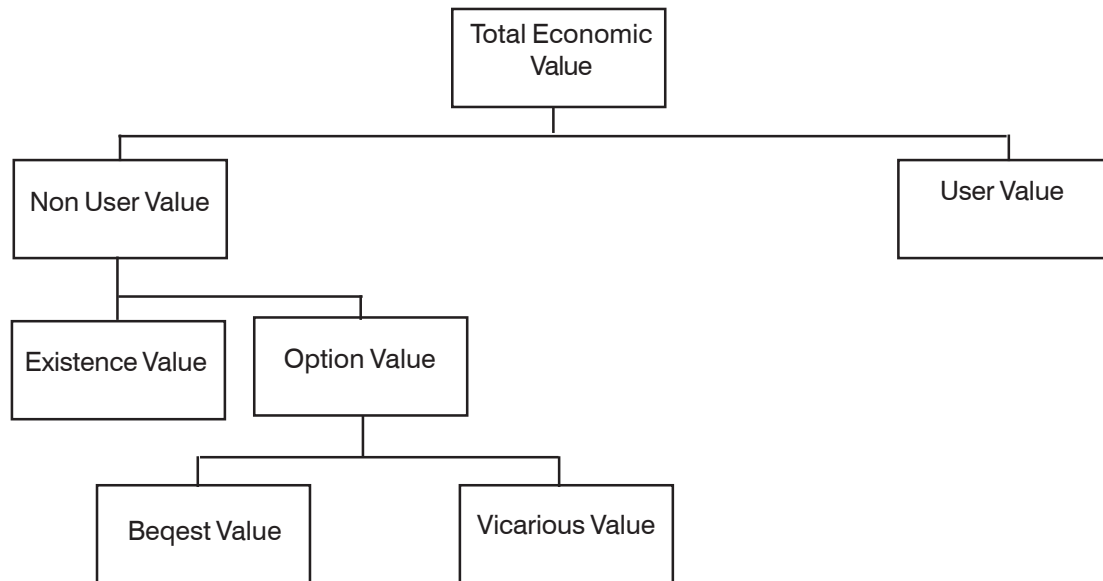 Total Economic
Value
Non User Value
User Value
Existence Value
Option Value
Beqest Value
Vicarious Value